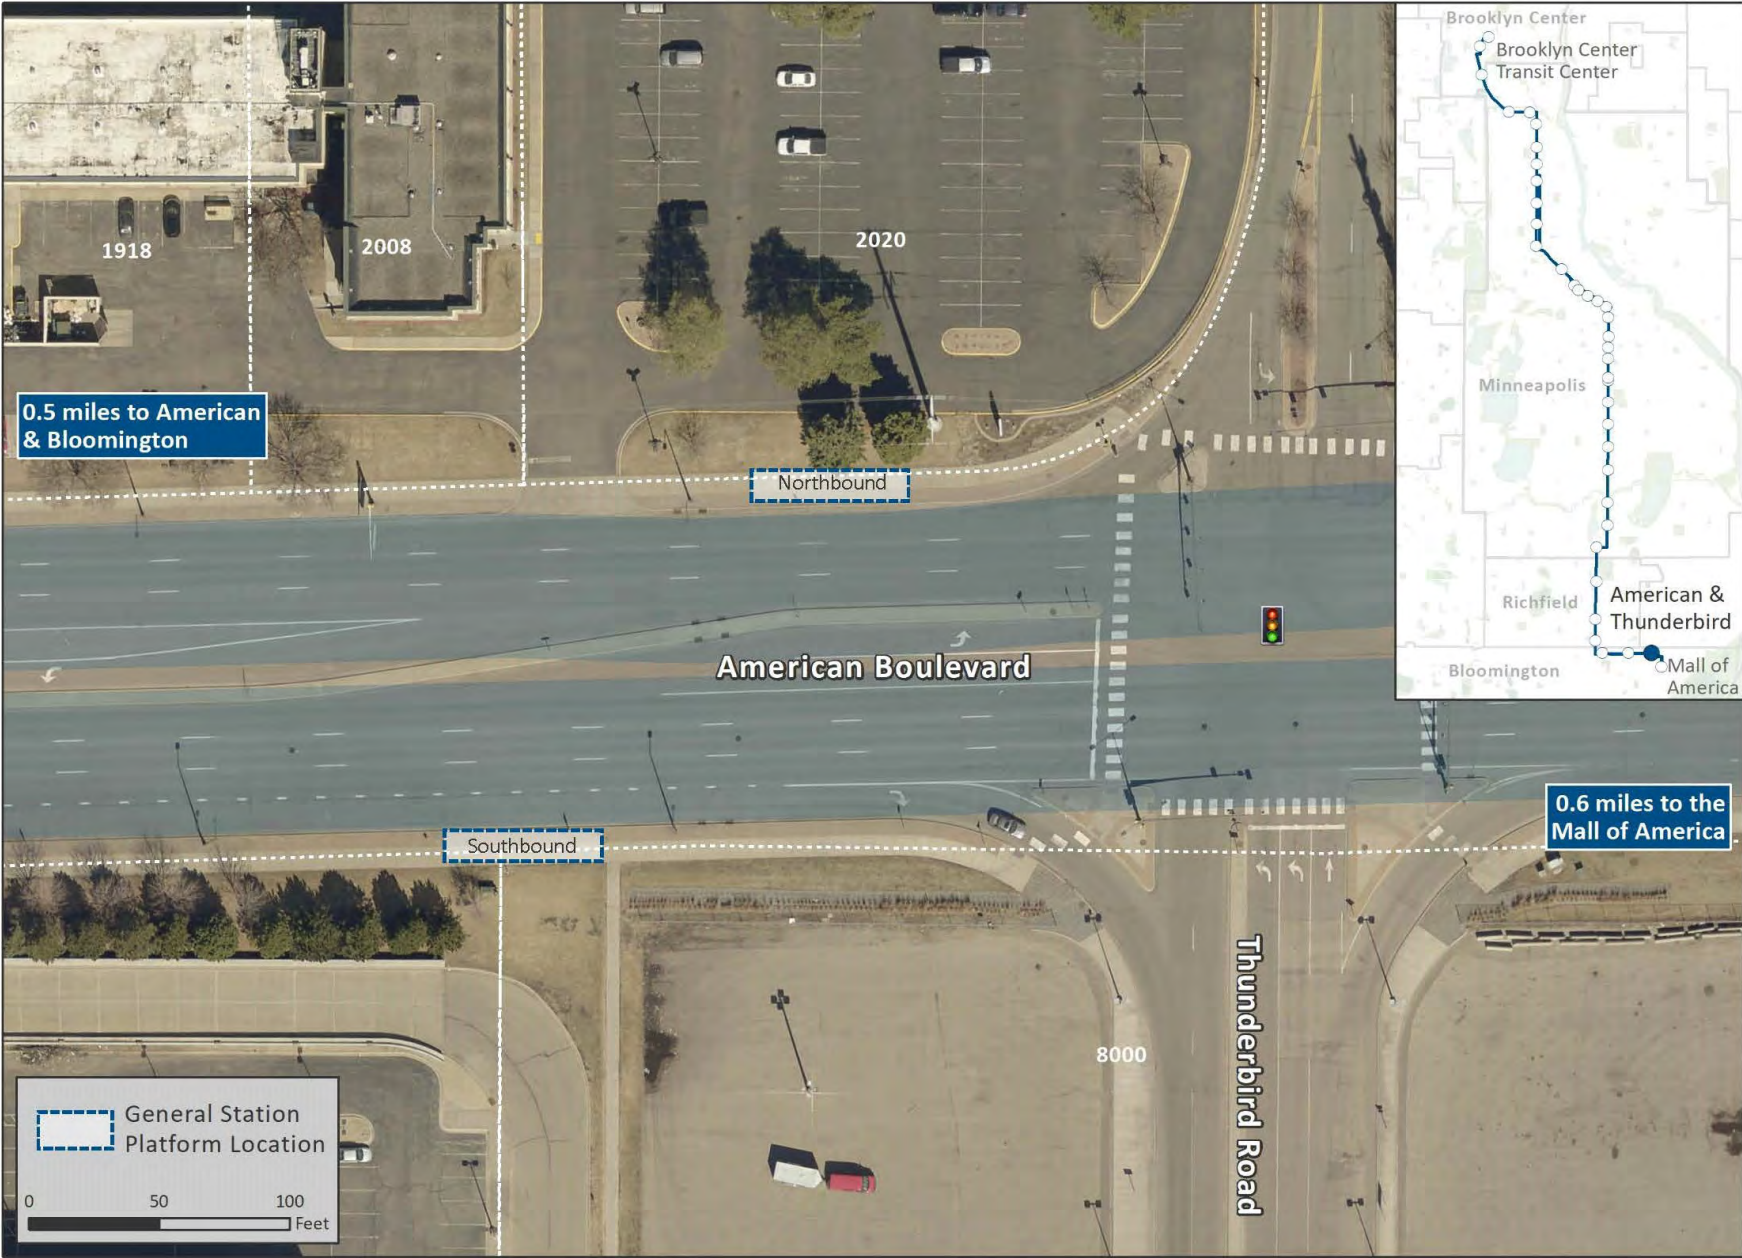 Brooklyn Center
Brooklyn Center
Transit Center
1918
2008
2020
Minneapolis
0.5 miles to American
& Bloomington
Northbound
American &
Thunderbird
Richfield
Bloomington
Mall of
America
American Boulevard
0.6 miles to the
Mall of America
Southbound
Thunderbird Road
8000
General Station
Platform Location
0 50 100
Feet